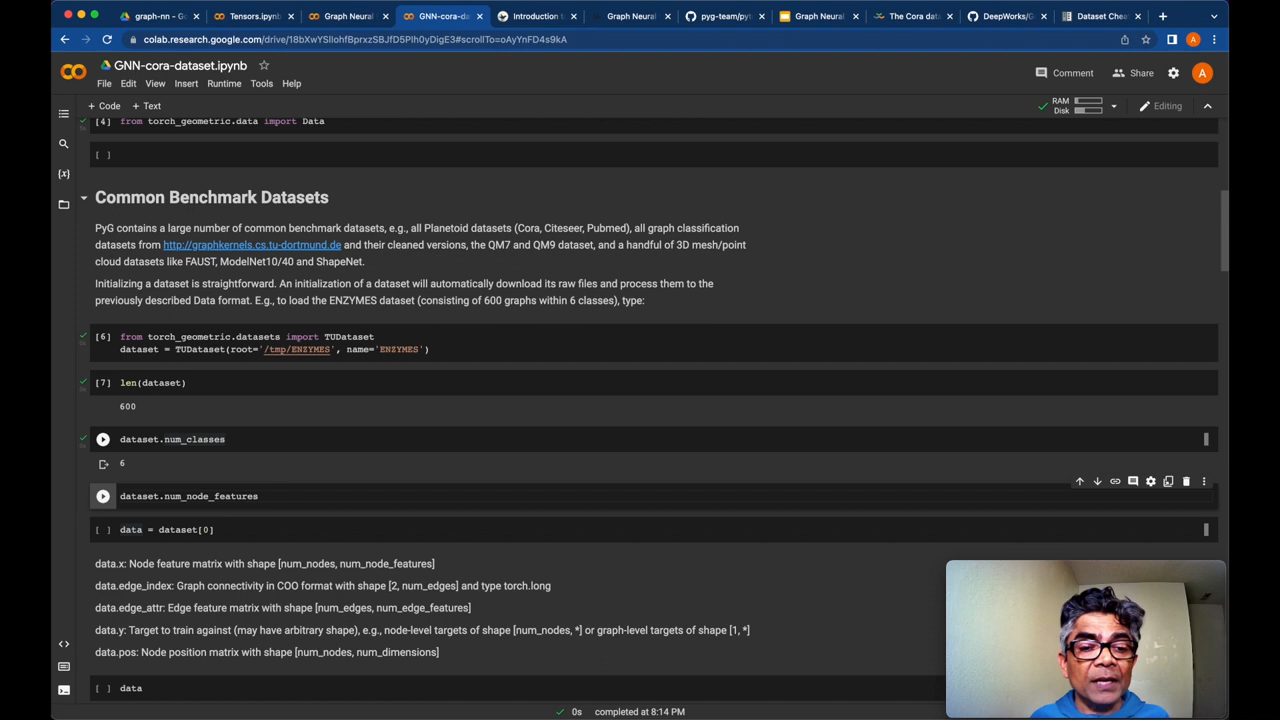 graph-nn - Go
Tensors.ipynb
Graph Neural
GNN-cora-da
Introduction to
Graph Neural
pyg-team/pyt
Graph Neural
The Cora dat
DeepWorks/G
Dataset Chea
colab.research.google.com/drive/18bXwYSIlohfBprxzSBJfD5PIh0yDigE3#scrollTo=oAyYnFD4s9kA
GNN-cora-dataset.ipynb
File Edit View Insert Runtime Tools Help
Comment
Share
A
+ Code + Text
RAM
Disk
Editing
[4] from torch_geometric.data import Data
[ ]
Common Benchmark Datasets
PyG contains a large number of common benchmark datasets, e.g., all Planetoid datasets (Cora, Citeseer, Pubmed), all graph classification
datasets from http://graphkernels.cs.tu-dortmund.de and their cleaned versions, the QM7 and QM9 dataset, and a handful of 3D mesh/point
cloud datasets like FAUST, ModelNet10/40 and ShapeNet.
Initializing a dataset is straightforward. An initialization of a dataset will automatically download its raw files and process them to the
previously described Data format. E.g., to load the ENZYMES dataset (consisting of 600 graphs within 6 classes), type:
[6] from torch_geometric.datasets import TUDataset
dataset = TUDataset(root='/tmp/ENZYMES', name='ENZYMES')
[7] len(dataset)
600
dataset.num_classes
6
dataset.num_node_features
[ ] data = dataset[0]
data.x: Node feature matrix with shape [num_nodes, num_node_features]
data.edge_index: Graph connectivity in COO format with shape [2, num_edges] and type torch.long
data.edge_attr: Edge feature matrix with shape [num_edges, num_edge_features]
data.y: Target to train against (may have arbitrary shape), e.g., node-level targets of shape [num_nodes, *] or graph-level targets of shape [1, *]
data.pos: Node position matrix with shape [num_nodes, num_dimensions]
[ ] data
0s completed at 8:14 PM